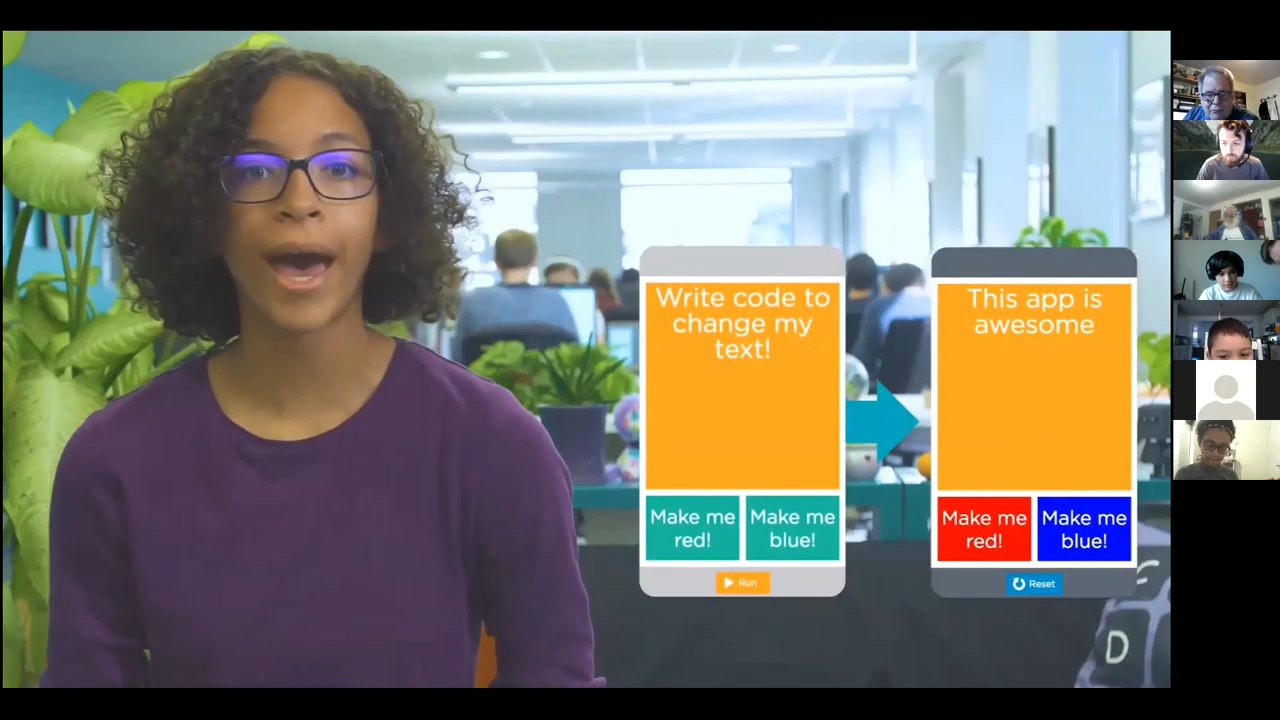 Write code to
change my
text!
Make me
red!
Make me
blue!
Run
This app is
awesome
Make me
red!
Make me
blue!
Reset
C
D